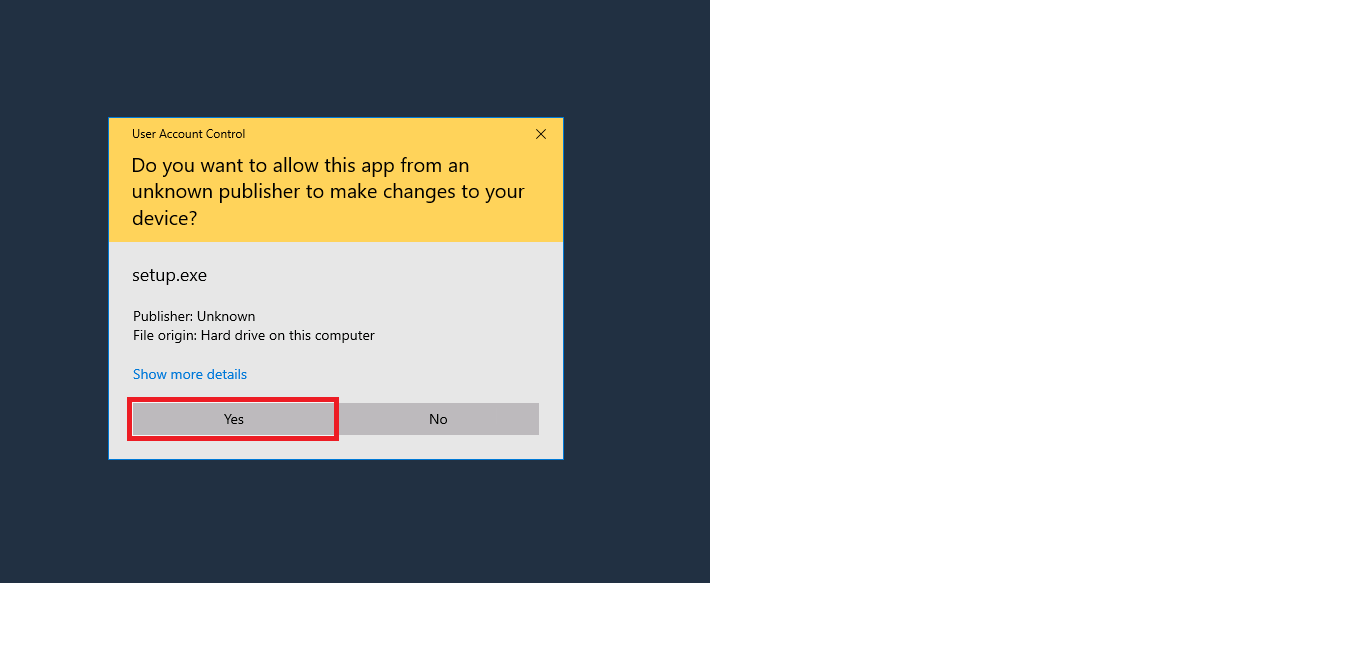 User Account Control
Do you want to allow this app from an
unknown publisher to make changes to your
device?
setup.exe
Publisher: Unknown
File origin: Hard drive on this computer
Show more details
Yes
No